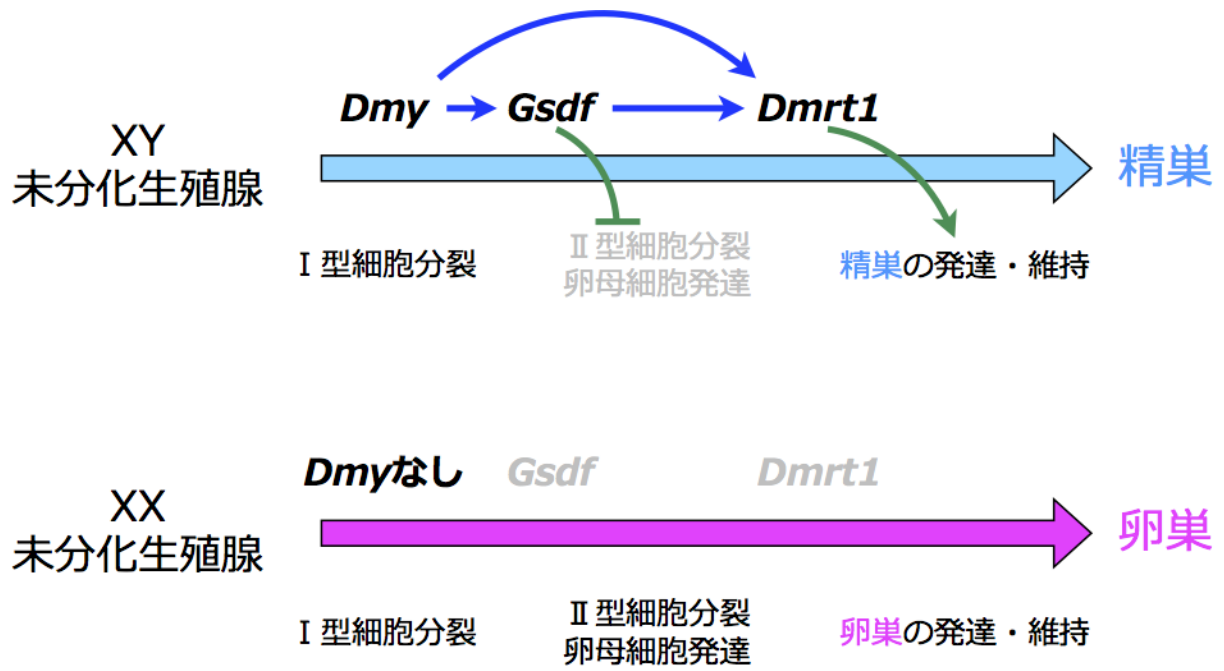 Dmy Gsdf Dmrt1
XY
未分化生殖腺
精巣
Ⅰ型細胞分裂
Ⅱ型細胞分裂
卵母細胞発達
精巣の発達・維持
Dmyなし Gsdf Dmrt1
XX
未分化生殖腺
卵巣
Ⅰ型細胞分裂
Ⅱ型細胞分裂
卵母細胞発達
卵巣の発達・維持